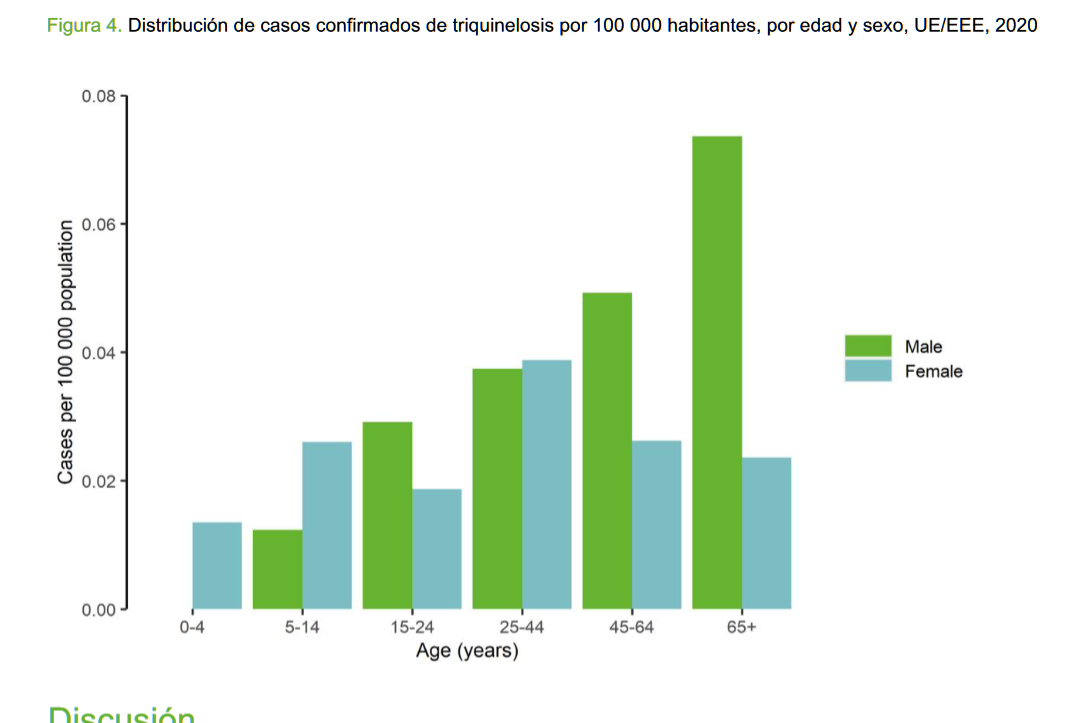 Figura 4. Distribución de casos confirmados de triquinelosis por 100 000 habitantes, por edad y sexo, UE/EEE, 2020
0.08
0.06
0.04
0.02
0.00
Cases per 100 000 population
0-4 5-14 15-24 25-44 45-64 65+
Age (years)
Male
Female
Discusión